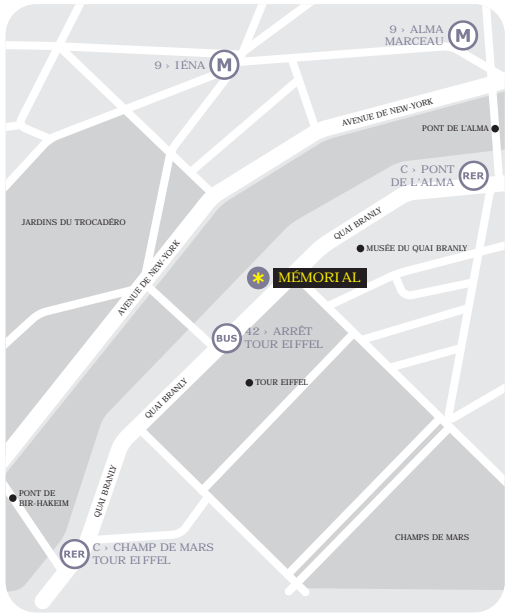 9 › ALMA
MARCEAU
M
9 › IÉNA
M
AVENUE DE NEW-YORK
PONT DE L'ALMA
C › PONT
DE L'ALMA
RER
JARDINS DU TROCADÉRO
QUAI BRANLY
MUSÉE DU QUAI BRANLY
AVENUE DE NEW-YORK
MÉMORIAL
BUS
42 › ARRÊT
TOUR EIFFEL
TOUR EIFFEL
QUAI BRANLY
QUAI BRANLY
PONT DE
BIR-HAKEIM
CHAMPS DE MARS
RER
C › CHAMP DE MARS
TOUR EIFFEL